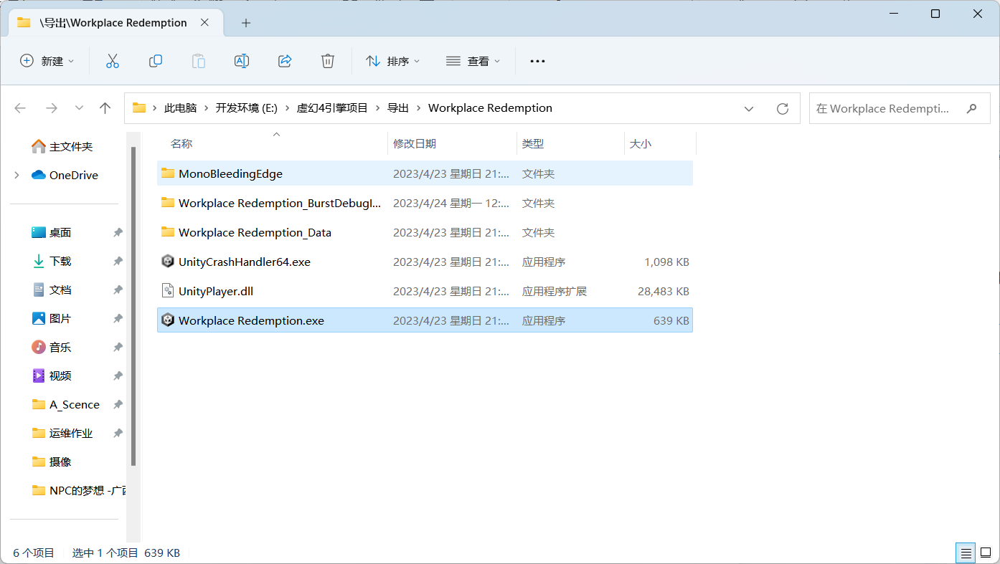 \导出\Workplace Redemption
新建
排序
查看
此电脑 开发环境 (E:) 虚幻4引擎项目 导出 Workplace Redemption
在 Workplace Redempti...
主文件夹
OneDrive
桌面
下载
文档
图片
音乐
视频
A_Scence
运维作业
摄像
NPC的梦想 -广西
名称 修改日期 类型 大小
MonoBleedingEdge 2023/4/23 星期日 21:... 文件夹
Workplace Redemption_BurstDebugI... 2023/4/24 星期一 12:... 文件夹
Workplace Redemption_Data 2023/4/23 星期日 21:... 文件夹
UnityCrashHandler64.exe 2023/4/23 星期日 21:... 应用程序 1,098 KB
UnityPlayer.dll 2023/4/23 星期日 21:... 应用程序扩展 28,483 KB
Workplace Redemption.exe 2023/4/23 星期日 21:... 应用程序 639 KB
6 个项目 选中 1 个项目 639 KB